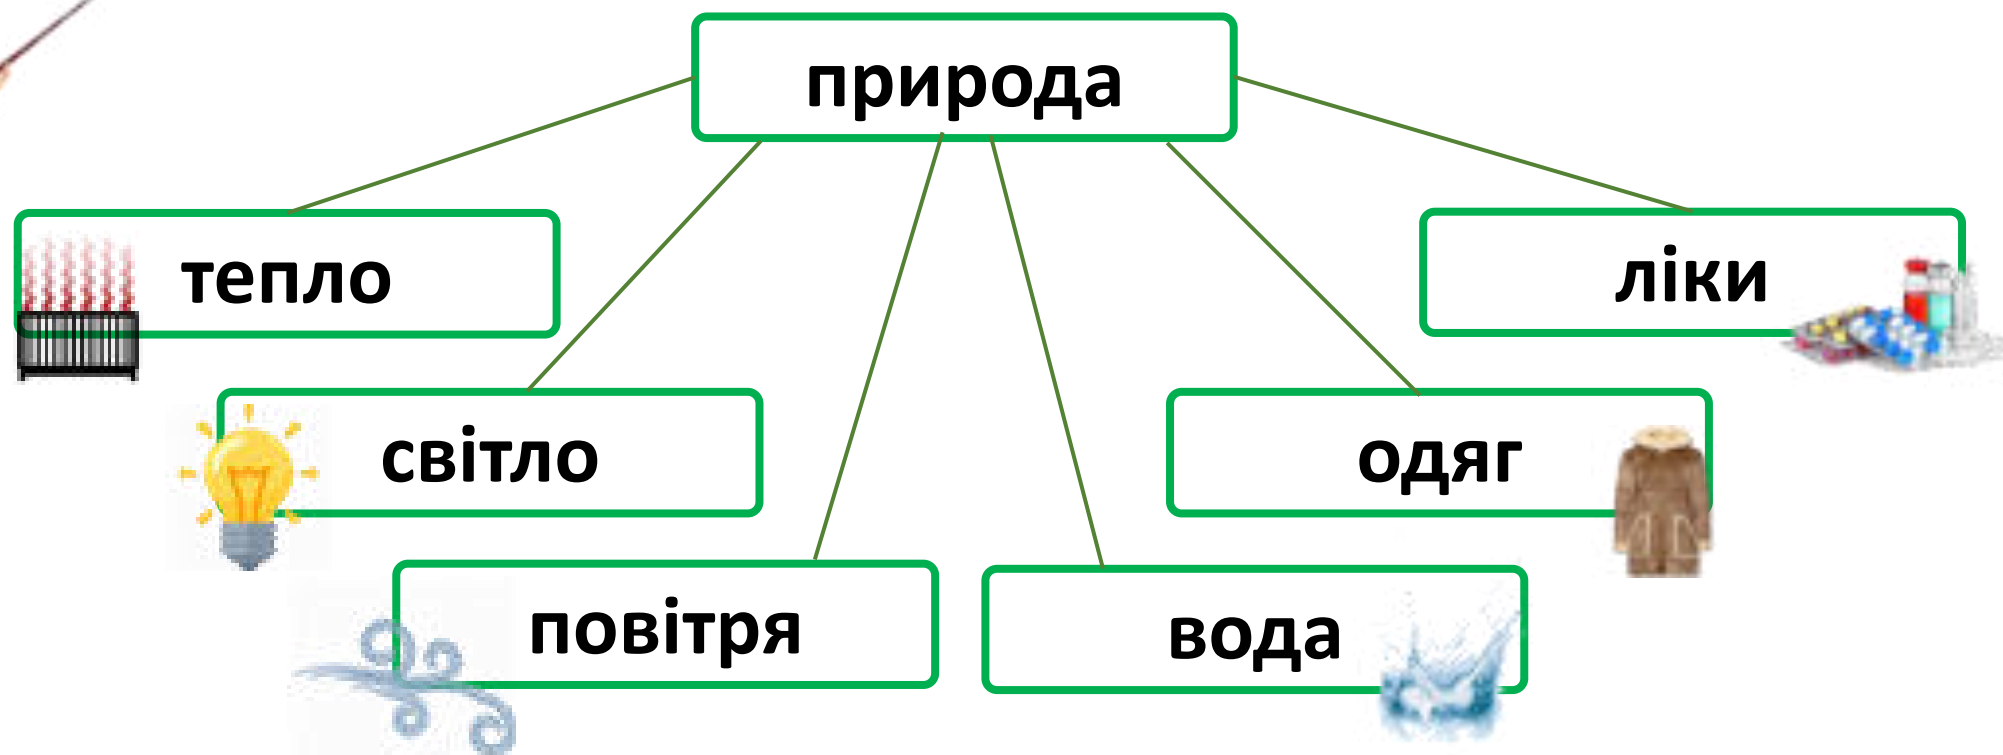 природа
тепло
ліки
світло
одяг
повітря
вода